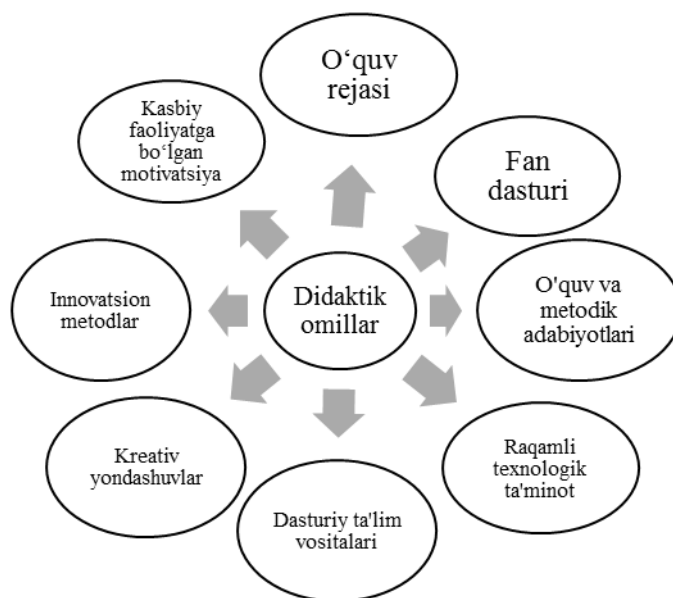 O‘quv
rejasi
Fan
dasturi
O'quv va
metodik
adabiyotlari
Raqamli
texnologik
ta'minot
Dasturiy ta'lim
vositalari
Kreativ
yondashuvlar
Innovatsion
metodlar
Kasbiy
faoliyatga
bo‘lgan
motivatsiya
Didaktik
omillar